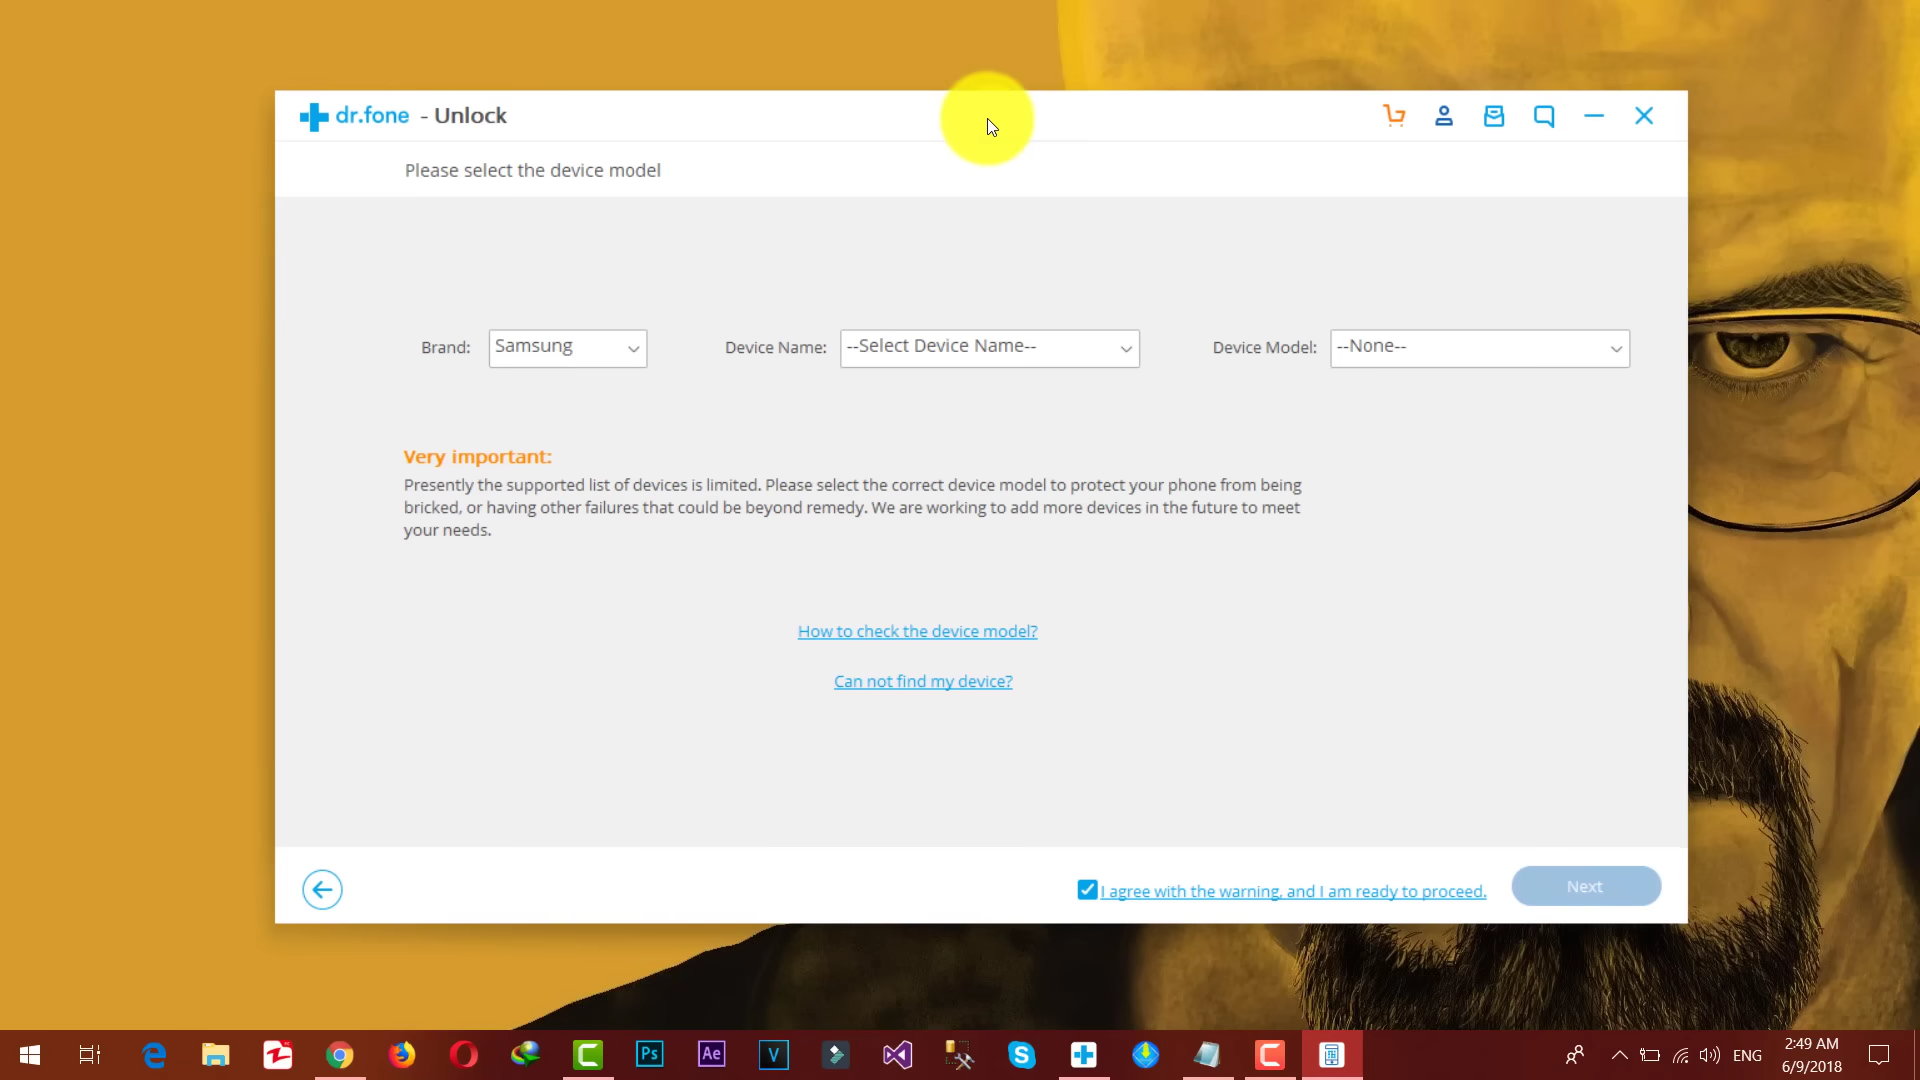 dr.fone - Unlock
Please select the device model
Brand: Samsung Device Name: --Select Device Name-- Device Model: --None--
Very important:
Presently the supported list of devices is limited. Please select the correct device model to protect your phone from being
bricked, or having other failures that could be beyond remedy. We are working to add more devices in the future to meet
your needs.
How to check the device model?
Can not find my device?
I agree with the warning, and I am ready to proceed. Next
Ps Ae V
ENG
2:49 AM
6/9/2018